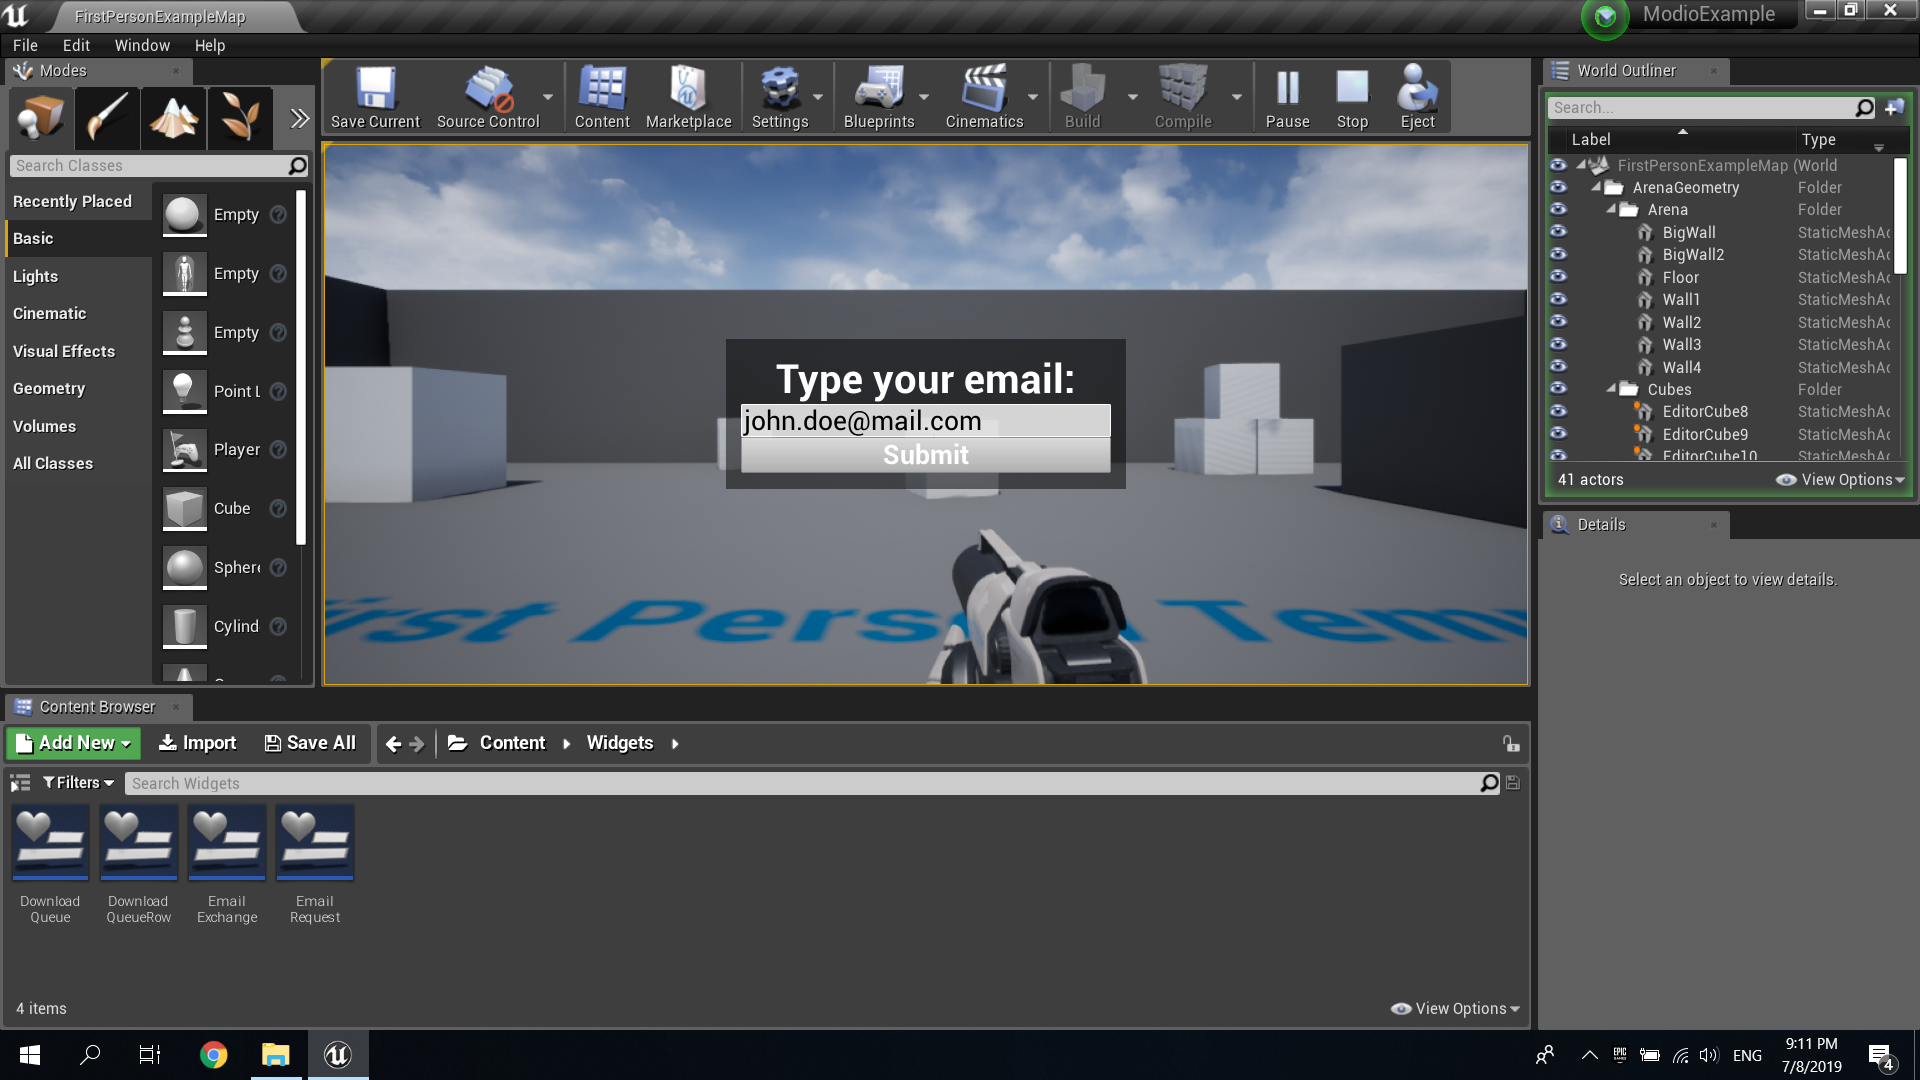 FirstPersonExampleMap
ModioExample
File Edit Window Help
Modes
Save Current Source Control Content Marketplace Settings Blueprints Cinematics Build Compile Pause Stop Eject
Search Classes
Recently Placed
Basic
Lights
Cinematic
Visual Effects
Geometry
Volumes
All Classes
Empty
Empty
Empty
Point L
Player
Cube
Sphere
Cylind
Type your email:
john.doe@mail.com
Submit
First Person Temp
World Outliner
Search...
Label Type
FirstPersonExampleMap (World
ArenaGeometry Folder
Arena Folder
BigWall StaticMeshAc
BigWall2 StaticMeshAc
Floor StaticMeshAc
Wall1 StaticMeshAc
Wall2 StaticMeshAc
Wall3 StaticMeshAc
Wall4 StaticMeshAc
Cubes Folder
EditorCube8 StaticMeshAc
EditorCube9 StaticMeshAc
EditorCube10 StaticMeshAc
41 actors View Options
Details
Select an object to view details.
Content Browser
Add New Import Save All Content Widgets
Filters Search Widgets
Download Queue
Download QueueRow
Email Exchange
Email Request
4 items View Options
EPIC GAMES
ENG
9:11 PM
7/8/2019
4